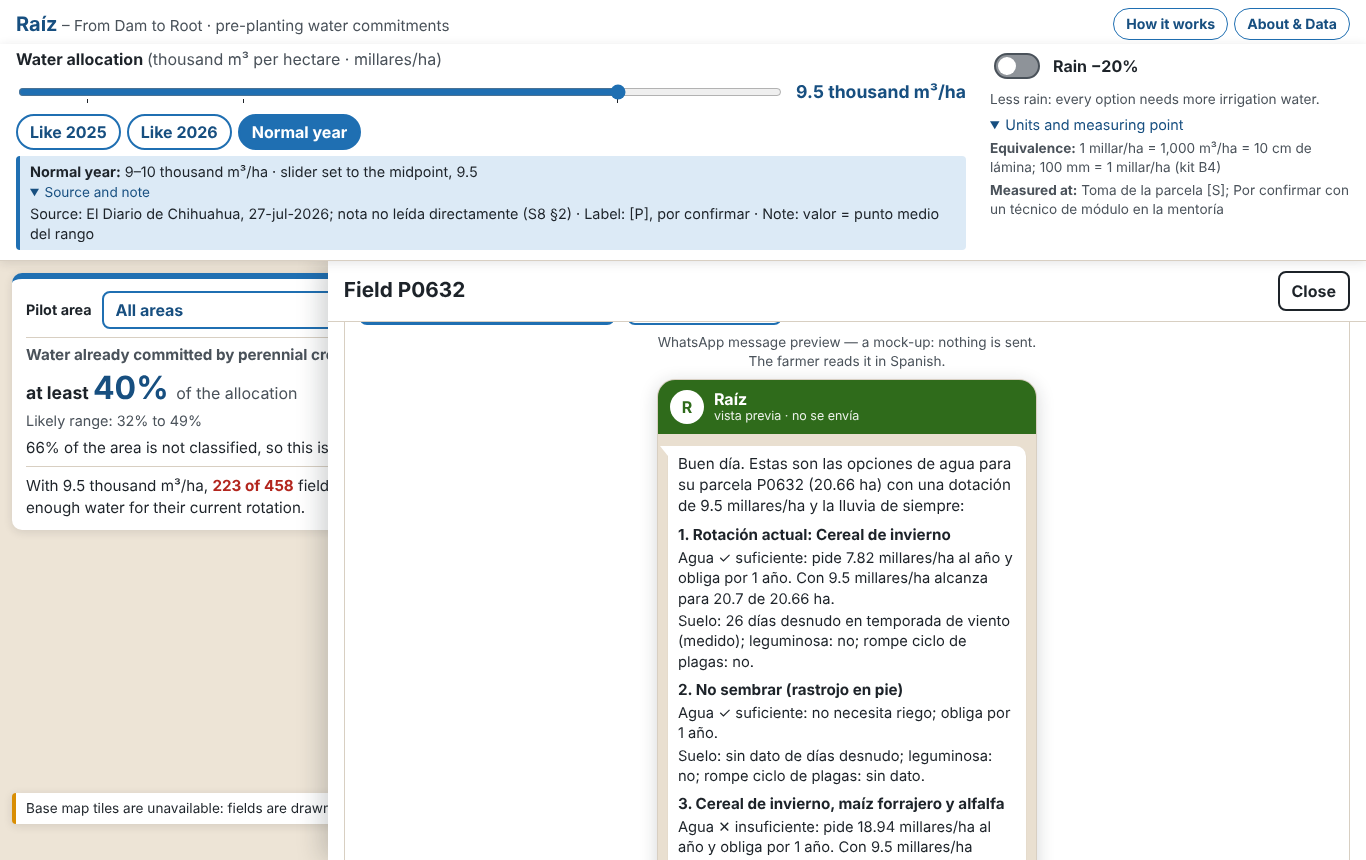 Raíz – From Dam to Root · pre-planting water commitments
How it works
About & Data
Water allocation (thousand m³ per hectare · millares/ha)
9.5 thousand m³/ha
Like 2025
Like 2026
Normal year
Normal year: 9–10 thousand m³/ha · slider set to the midpoint, 9.5
▼ Source and note
Source: El Diario de Chihuahua, 27-jul-2026; nota no leída directamente (S8 §2) · Label: [P], por confirmar · Note: valor = punto medio
del rango
Rain −20%
Less rain: every option needs more irrigation water.
▼ Units and measuring point
Equivalence: 1 millar/ha = 1,000 m³/ha = 10 cm de
lámina; 100 mm = 1 millar/ha (kit B4)
Measured at: Toma de la parcela [S]; Por confirmar con
un técnico de módulo en la mentoría
Pilot area
All areas
Water already committed by perennial cr
at least 40% of the allocation
Likely range: 32% to 49%
66% of the area is not classified, so this is
With 9.5 thousand m³/ha, 223 of 458 field
enough water for their current rotation.
Base map tiles are unavailable: fields are drawn
Field P0632
Close
WhatsApp message preview — a mock-up: nothing is sent.
The farmer reads it in Spanish.
R
Raíz
vista previa · no se envía
Buen día. Estas son las opciones de agua para
su parcela P0632 (20.66 ha) con una dotación
de 9.5 millares/ha y la lluvia de siempre:
1. Rotación actual: Cereal de invierno
Agua ✓ suficiente: pide 7.82 millares/ha al año y
obliga por 1 año. Con 9.5 millares/ha alcanza
para 20.7 de 20.66 ha.
Suelo: 26 días desnudo en temporada de viento
(medido); leguminosa: no; rompe ciclo de
plagas: no.
2. No sembrar (rastrojo en pie)
Agua ✓ suficiente: no necesita riego; obliga por
1 año.
Suelo: sin dato de días desnudo; leguminosa:
no; rompe ciclo de plagas: sin dato.
3. Cereal de invierno, maíz forrajero y alfalfa
Agua ✕ insuficiente: pide 18.94 millares/ha al
año y obliga por 1 año. Con 9.5 millares/ha